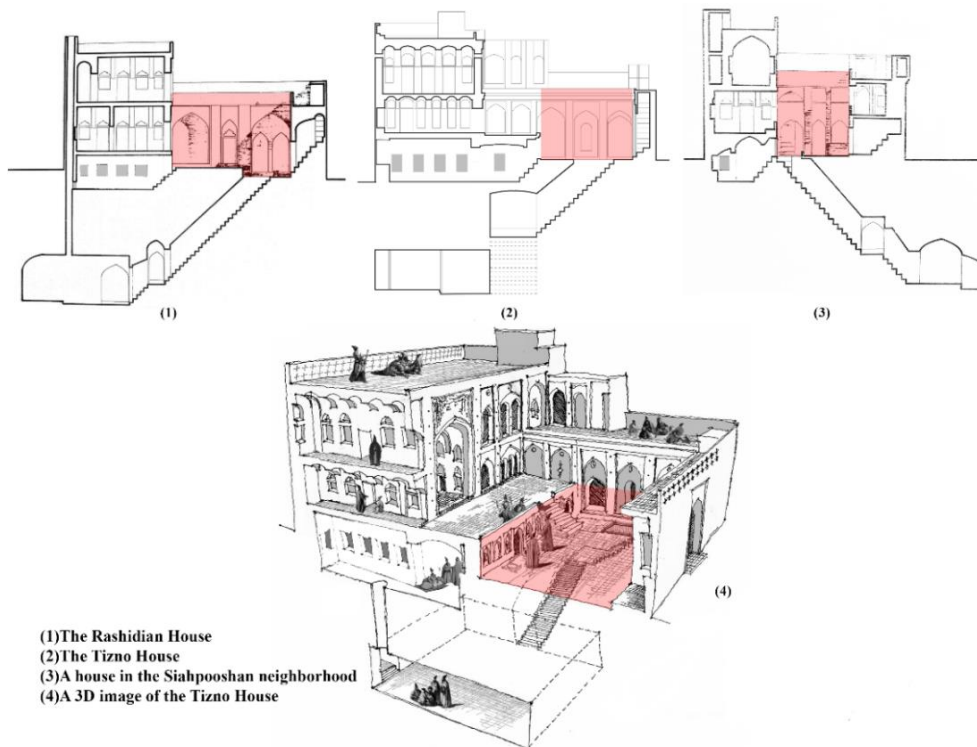 (1)
(2)
(3)
(4)
(1)The Rashidian House
(2)The Tizno House
(3)A house in the Siahpooshan neighborhood
(4)A 3D image of the Tizno House